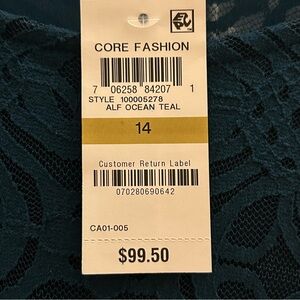 CORE FASHION
7 06258 84207 1
STYLE 100005278
ALF OCEAN TEAL
14
Customer Return Label
070280690642
CA01-005
$99.50